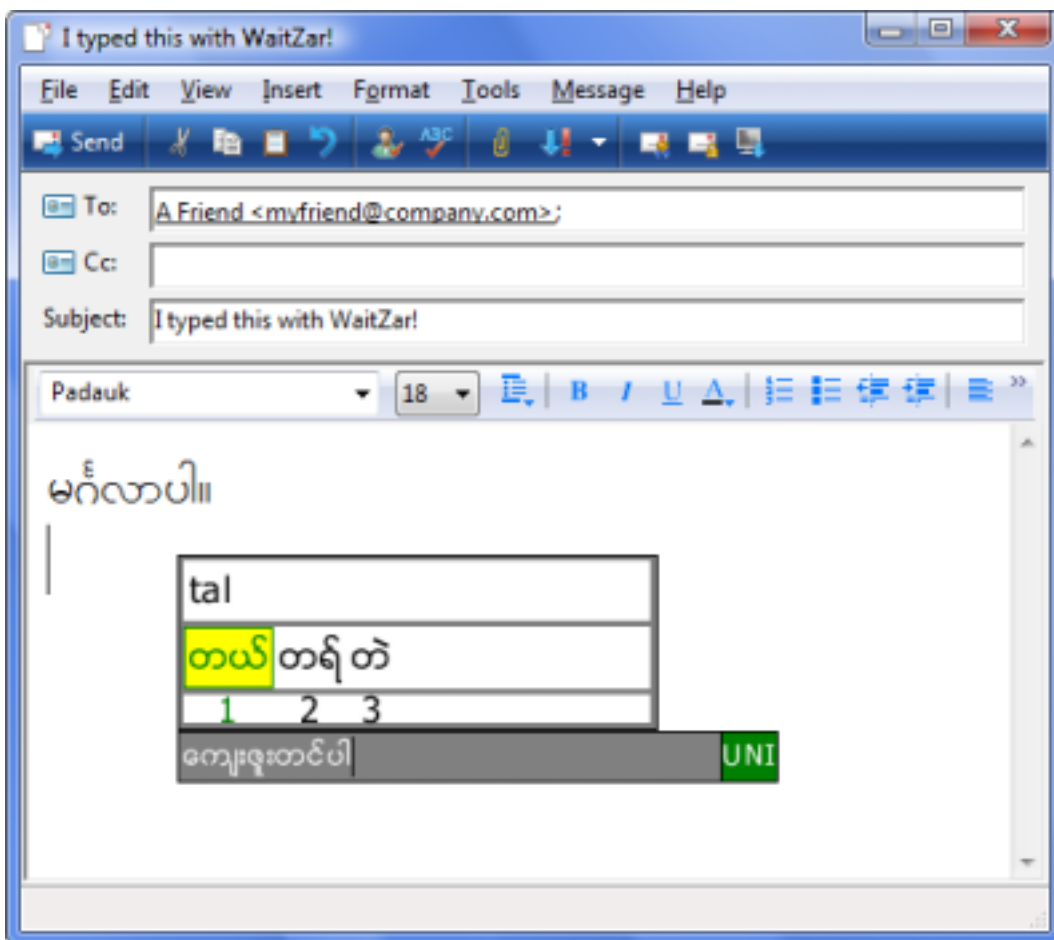 I typed this with WaitZar!
File Edit View Insert Format Tools Message Help
Send ABC
To: A Friend <myfriend@company.com>;
Cc:
Subject: I typed this with WaitZar!
Padauk 18 B I U A »
မင်္ဂလာပါ။
tal
တယ် တရ် တဲ
1 2 3
ကျေးဇူးတင်ပါ UNI